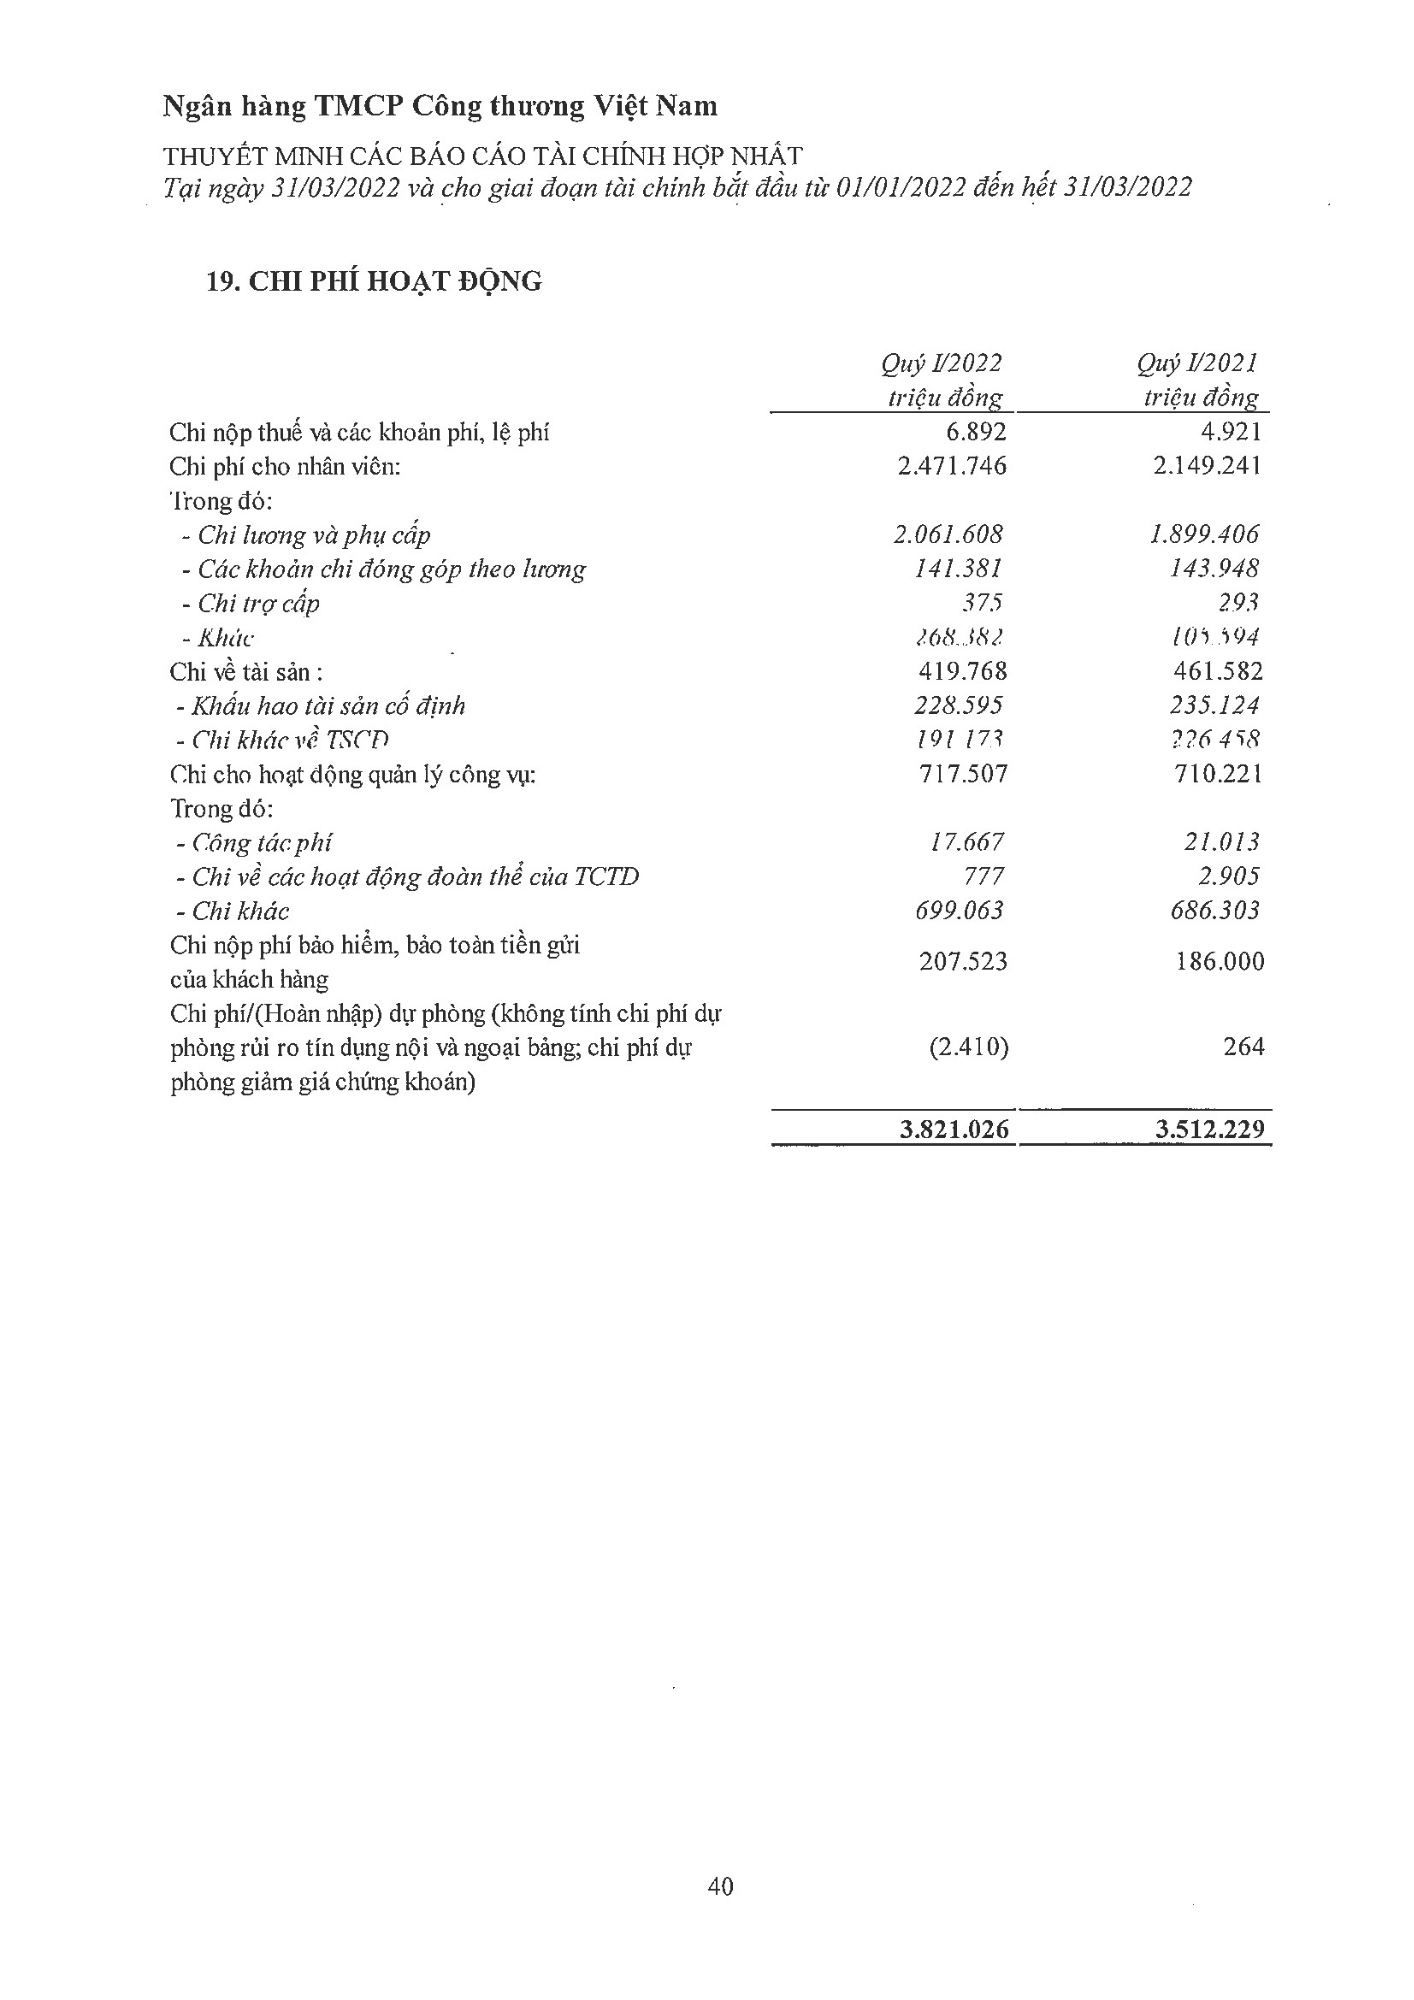 Ngân hàng TMCP Công thương Việt Nam
THUYẾT MINH CÁC BÁO CÁO TÀI CHÍNH HỢP NHẤT
Tại ngày 31/03/2022 và cho giai đoạn tài chính bắt đầu từ 01/01/2022 đến hết 31/03/2022
19. CHI PHÍ HOẠT ĐỘNG
Quý I/2022 Quý I/2021
triệu đồng triệu đồng
Chi nộp thuế và các khoản phí, lệ phí 6.892 4.921
Chi phí cho nhân viên: 2.471.746 2.149.241
Trong đó:
- Chi lương và phụ cấp 2.061.608 1.899.406
- Các khoản chi đóng góp theo lương 141.381 143.948
- Chi trợ cấp 375 293
- Khác 268.382 105.594
Chi về tài sản : 419.768 461.582
- Khấu hao tài sản cố định 228.595 235.124
- Chi khác về TSCĐ 191.173 226.458
Chi cho hoạt động quản lý công vụ: 717.507 710.221
Trong đó:
- Công tác phí 17.667 21.013
- Chi về các hoạt động đoàn thể của TCTD 777 2.905
- Chi khác 699.063 686.303
Chi nộp phí bảo hiểm, bảo toàn tiền gửi
của khách hàng 207.523 186.000
Chi phí/(Hoàn nhập) dự phòng (không tính chi phí dự
phòng rủi ro tín dụng nội và ngoại bảng; chi phí dự (2.410) 264
phòng giảm giá chứng khoán)
3.821.026 3.512.229
40